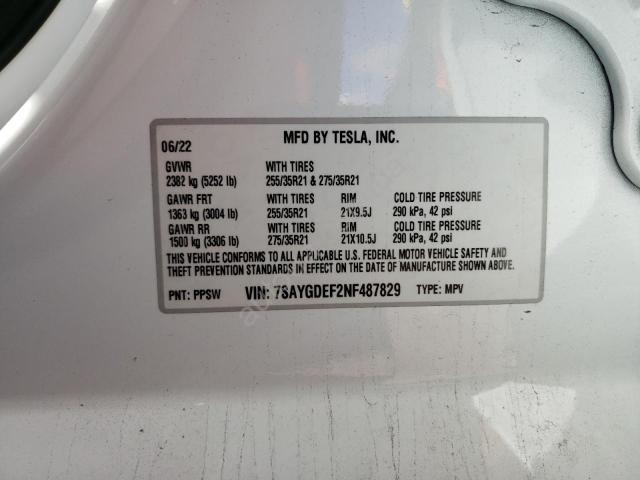 06/22 MFD BY TESLA, INC.
GVWR WITH TIRES
2382 kg (5252 lb) 255/35R21 & 275/35R21
GAWR FRT WITH TIRES RIM COLD TIRE PRESSURE
1363 kg (3004 lb) 255/35R21 21X9.5J 290 kPa, 42 psi
GAWR RR WITH TIRES RIM COLD TIRE PRESSURE
1500 kg (3306 lb) 275/35R21 21X10.5J 290 kPa, 42 psi
THIS VEHICLE CONFORMS TO ALL APPLICABLE U.S. FEDERAL MOTOR VEHICLE SAFETY AND
THEFT PREVENTION STANDARDS IN EFFECT ON THE DATE OF MANUFACTURE SHOWN ABOVE.
PNT: PPSW VIN: 7SAYGDEF2NF487829 TYPE: MPV